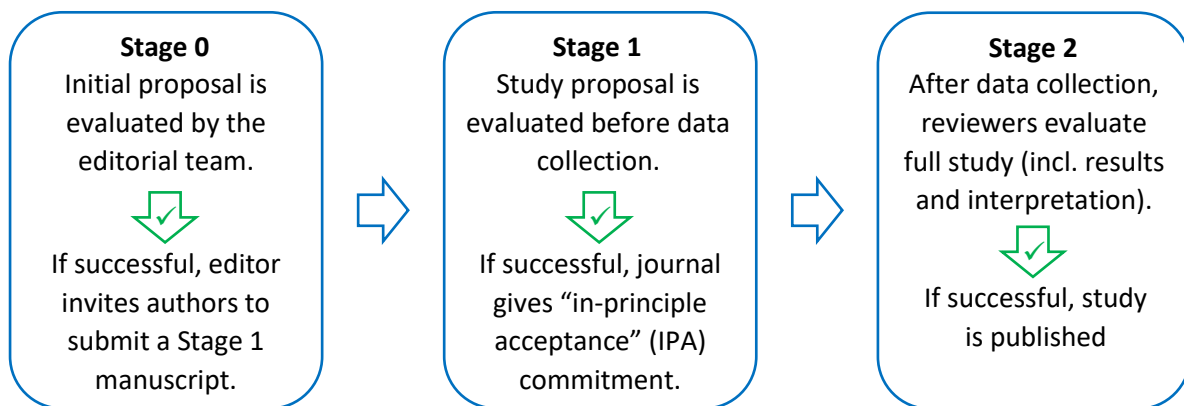 Stage 0
Initial proposal is
evaluated by the
editorial team.
If successful, editor
invites authors to
submit a Stage 1
manuscript.
Stage 1
Study proposal is
evaluated before data
collection.
If successful, journal
gives “in-principle
acceptance” (IPA)
commitment.
Stage 2
After data collection,
reviewers evaluate
full study (incl. results
and interpretation).
If successful, study
is published